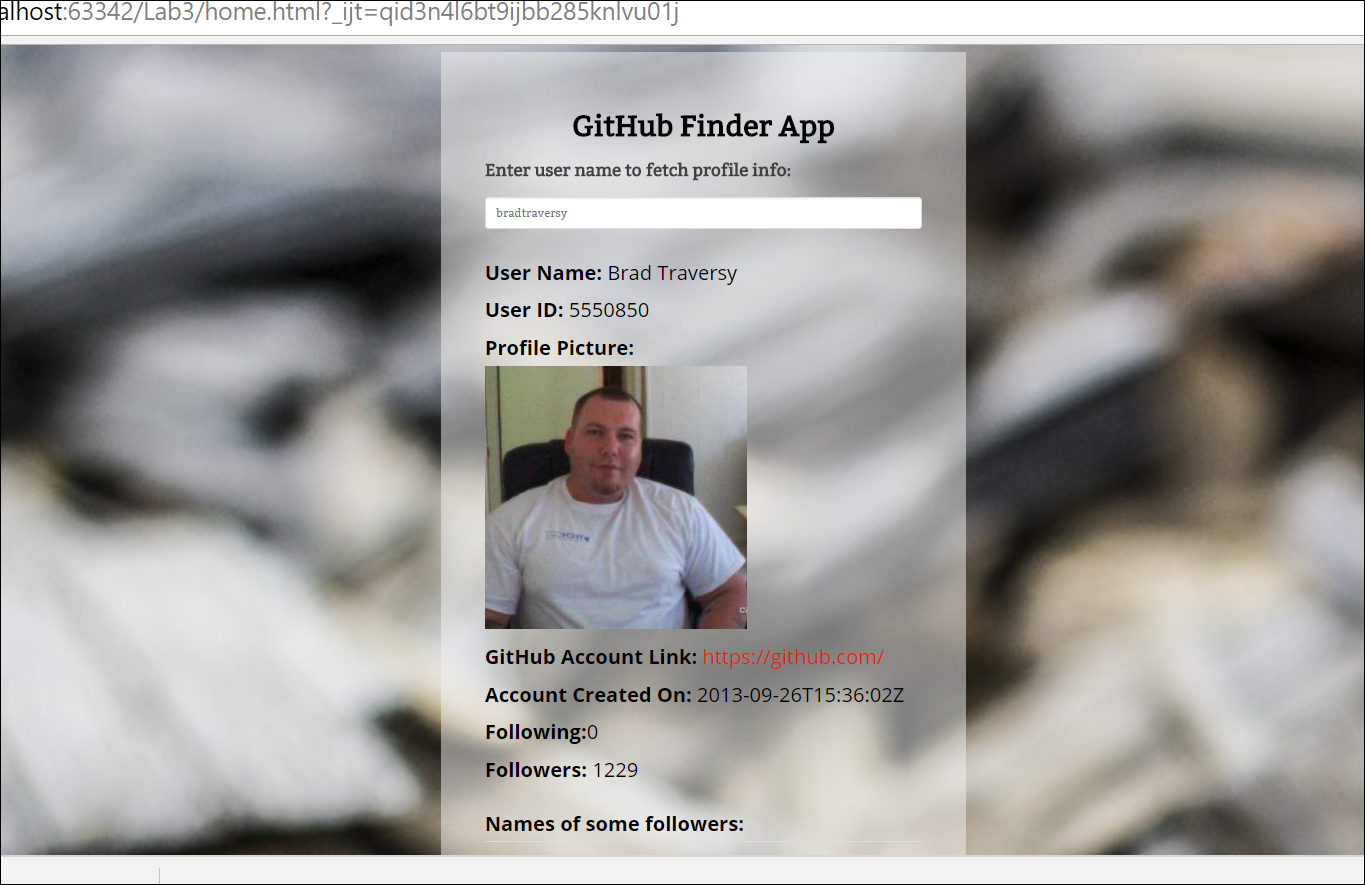 alhost:63342/Lab3/home.html?_ijt=qid3n4l6bt9ijbb285knlvu01j
GitHub Finder App
Enter user name to fetch profile info:
bradtraversy
User Name: Brad Traversy
User ID: 5550850
Profile Picture:
GitHub Account Link: https://github.com/
Account Created On: 2013-09-26T15:36:02Z
Following:0
Followers: 1229
Names of some followers: